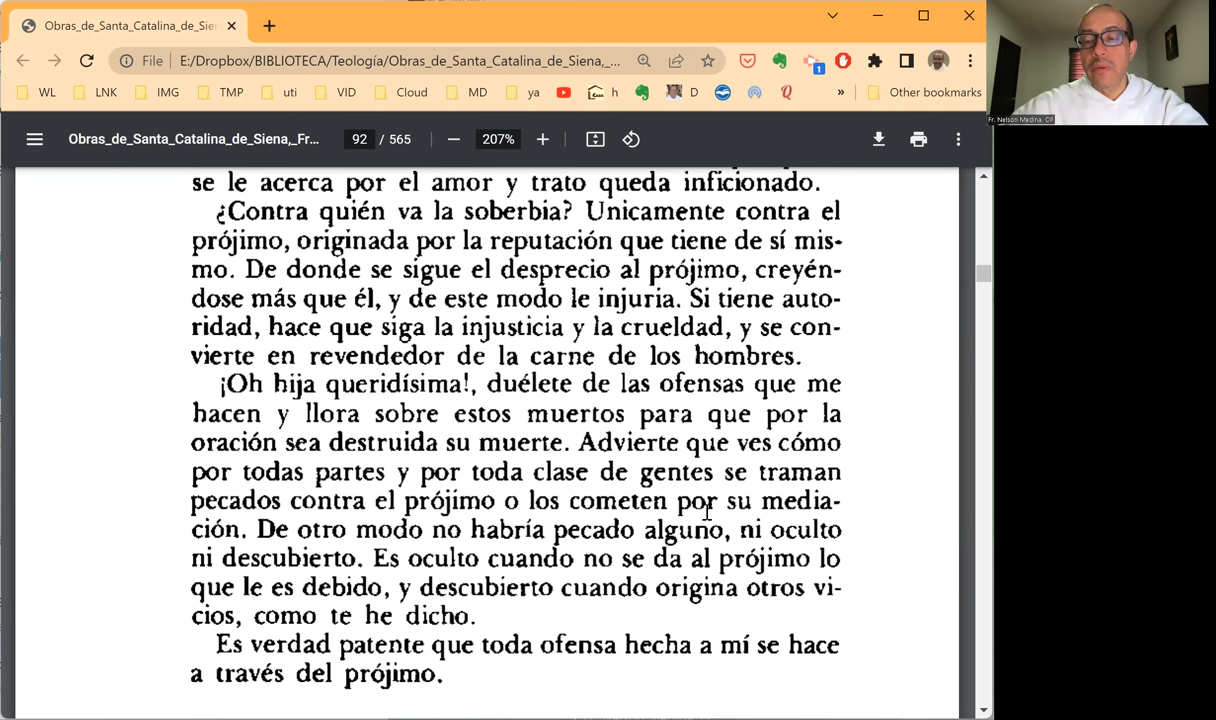 Obras_de_Santa_Catalina_de_Sie
File E:/Dropbox/BIBLIOTECA/Teología/Obras_de_Santa_Catalina_de_Siena,_...
WL LNK IMG TMP uti VID Cloud MD ya h D » Other bookmarks
1
Fr. Nelson Medina, OP
Obras_de_Santa_Catalina_de_Siena,_Fr... 92 / 565 207%
se le acerca por el amor y trato queda inficionado.
¿Contra quién va la soberbia? Unicamente contra el
prójimo, originada por la reputación que tiene de sí mis-
mo. De donde se sigue el desprecio al prójimo, creyén-
dose más que él, y de este modo le injuria. Si tiene auto-
ridad, hace que siga la injusticia y la crueldad, y se con-
vierte en revendedor de la carne de los hombres.
¡Oh hija queridísima!, duélete de las ofensas que me
hacen y llora sobre estos muertos para que por la
oración sea destruida su muerte. Advierte que ves cómo
por todas partes y por toda clase de gentes se traman
pecados contra el prójimo o los cometen por su media-
ción. De otro modo no habría pecado alguno, ni oculto
ni descubierto. Es oculto cuando no se da al prójimo lo
que le es debido, y descubierto cuando origina otros vi-
cios, como te he dicho.
Es verdad patente que toda ofensa hecha a mí se hace
a través del prójimo.